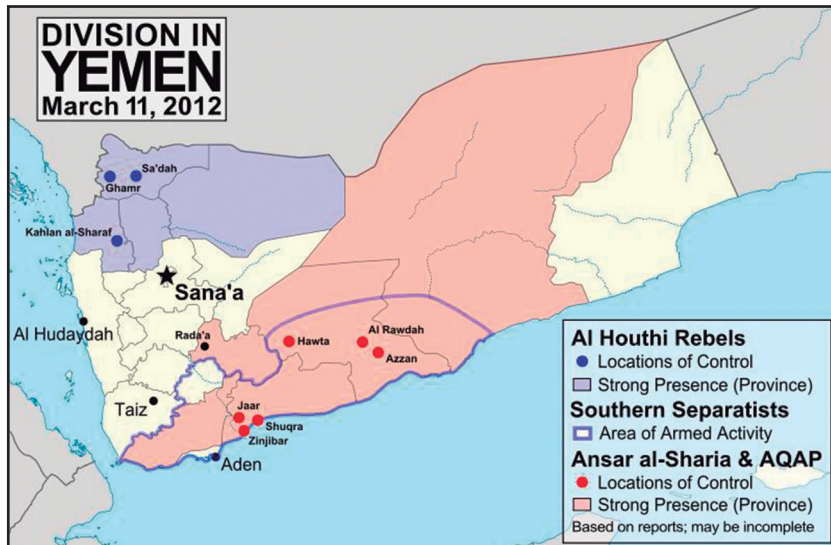 DIVISION IN
YEMEN
March 11, 2012
Sa'dah
Ghamr
Kahlan al-Sharaf
Sana'a
Al Hudaydah
Rada'a
Hawta
Al Rawdah
Azzan
Taiz
Jaar
Shuqra
Zinjibar
Aden
Al Houthi Rebels
Locations of Control
Strong Presence (Province)
Southern Separatists
Area of Armed Activity
Ansar al-Sharia & AQAP
Locations of Control
Strong Presence (Province)
Based on reports; may be incomplete